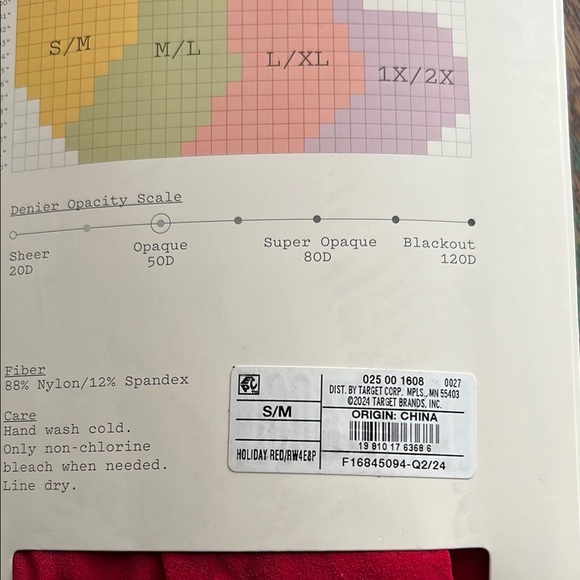 S/M
M/L
L/XL
1X/2X
Denier Opacity Scale
Sheer
20D
Opaque
50D
Super Opaque
80D
Blackout
120D
Fiber
88% Nylon/12% Spandex
Care
Hand wash cold.
Only non-chlorine
bleach when needed.
Line dry.
025 00 1608 0027
DIST. BY TARGET CORP. MPLS., MN 55403
©2024 TARGET BRANDS, INC.
S/M
ORIGIN: CHINA
19 810 17 6368 6
HOLIDAY RED/RW4E8P
F16845094-Q2/24